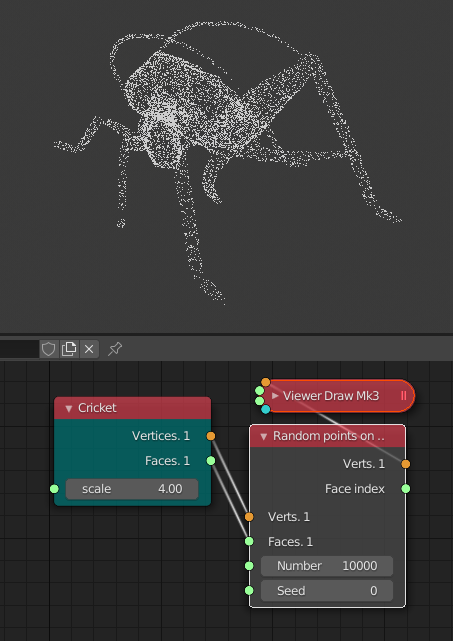 Viewer Draw Mk3
Cricket
Vertices. 1
Faces. 1
scale 4.00
Random points on ..
Verts. 1
Face index
Verts. 1
Faces. 1
Number 10000
Seed 0